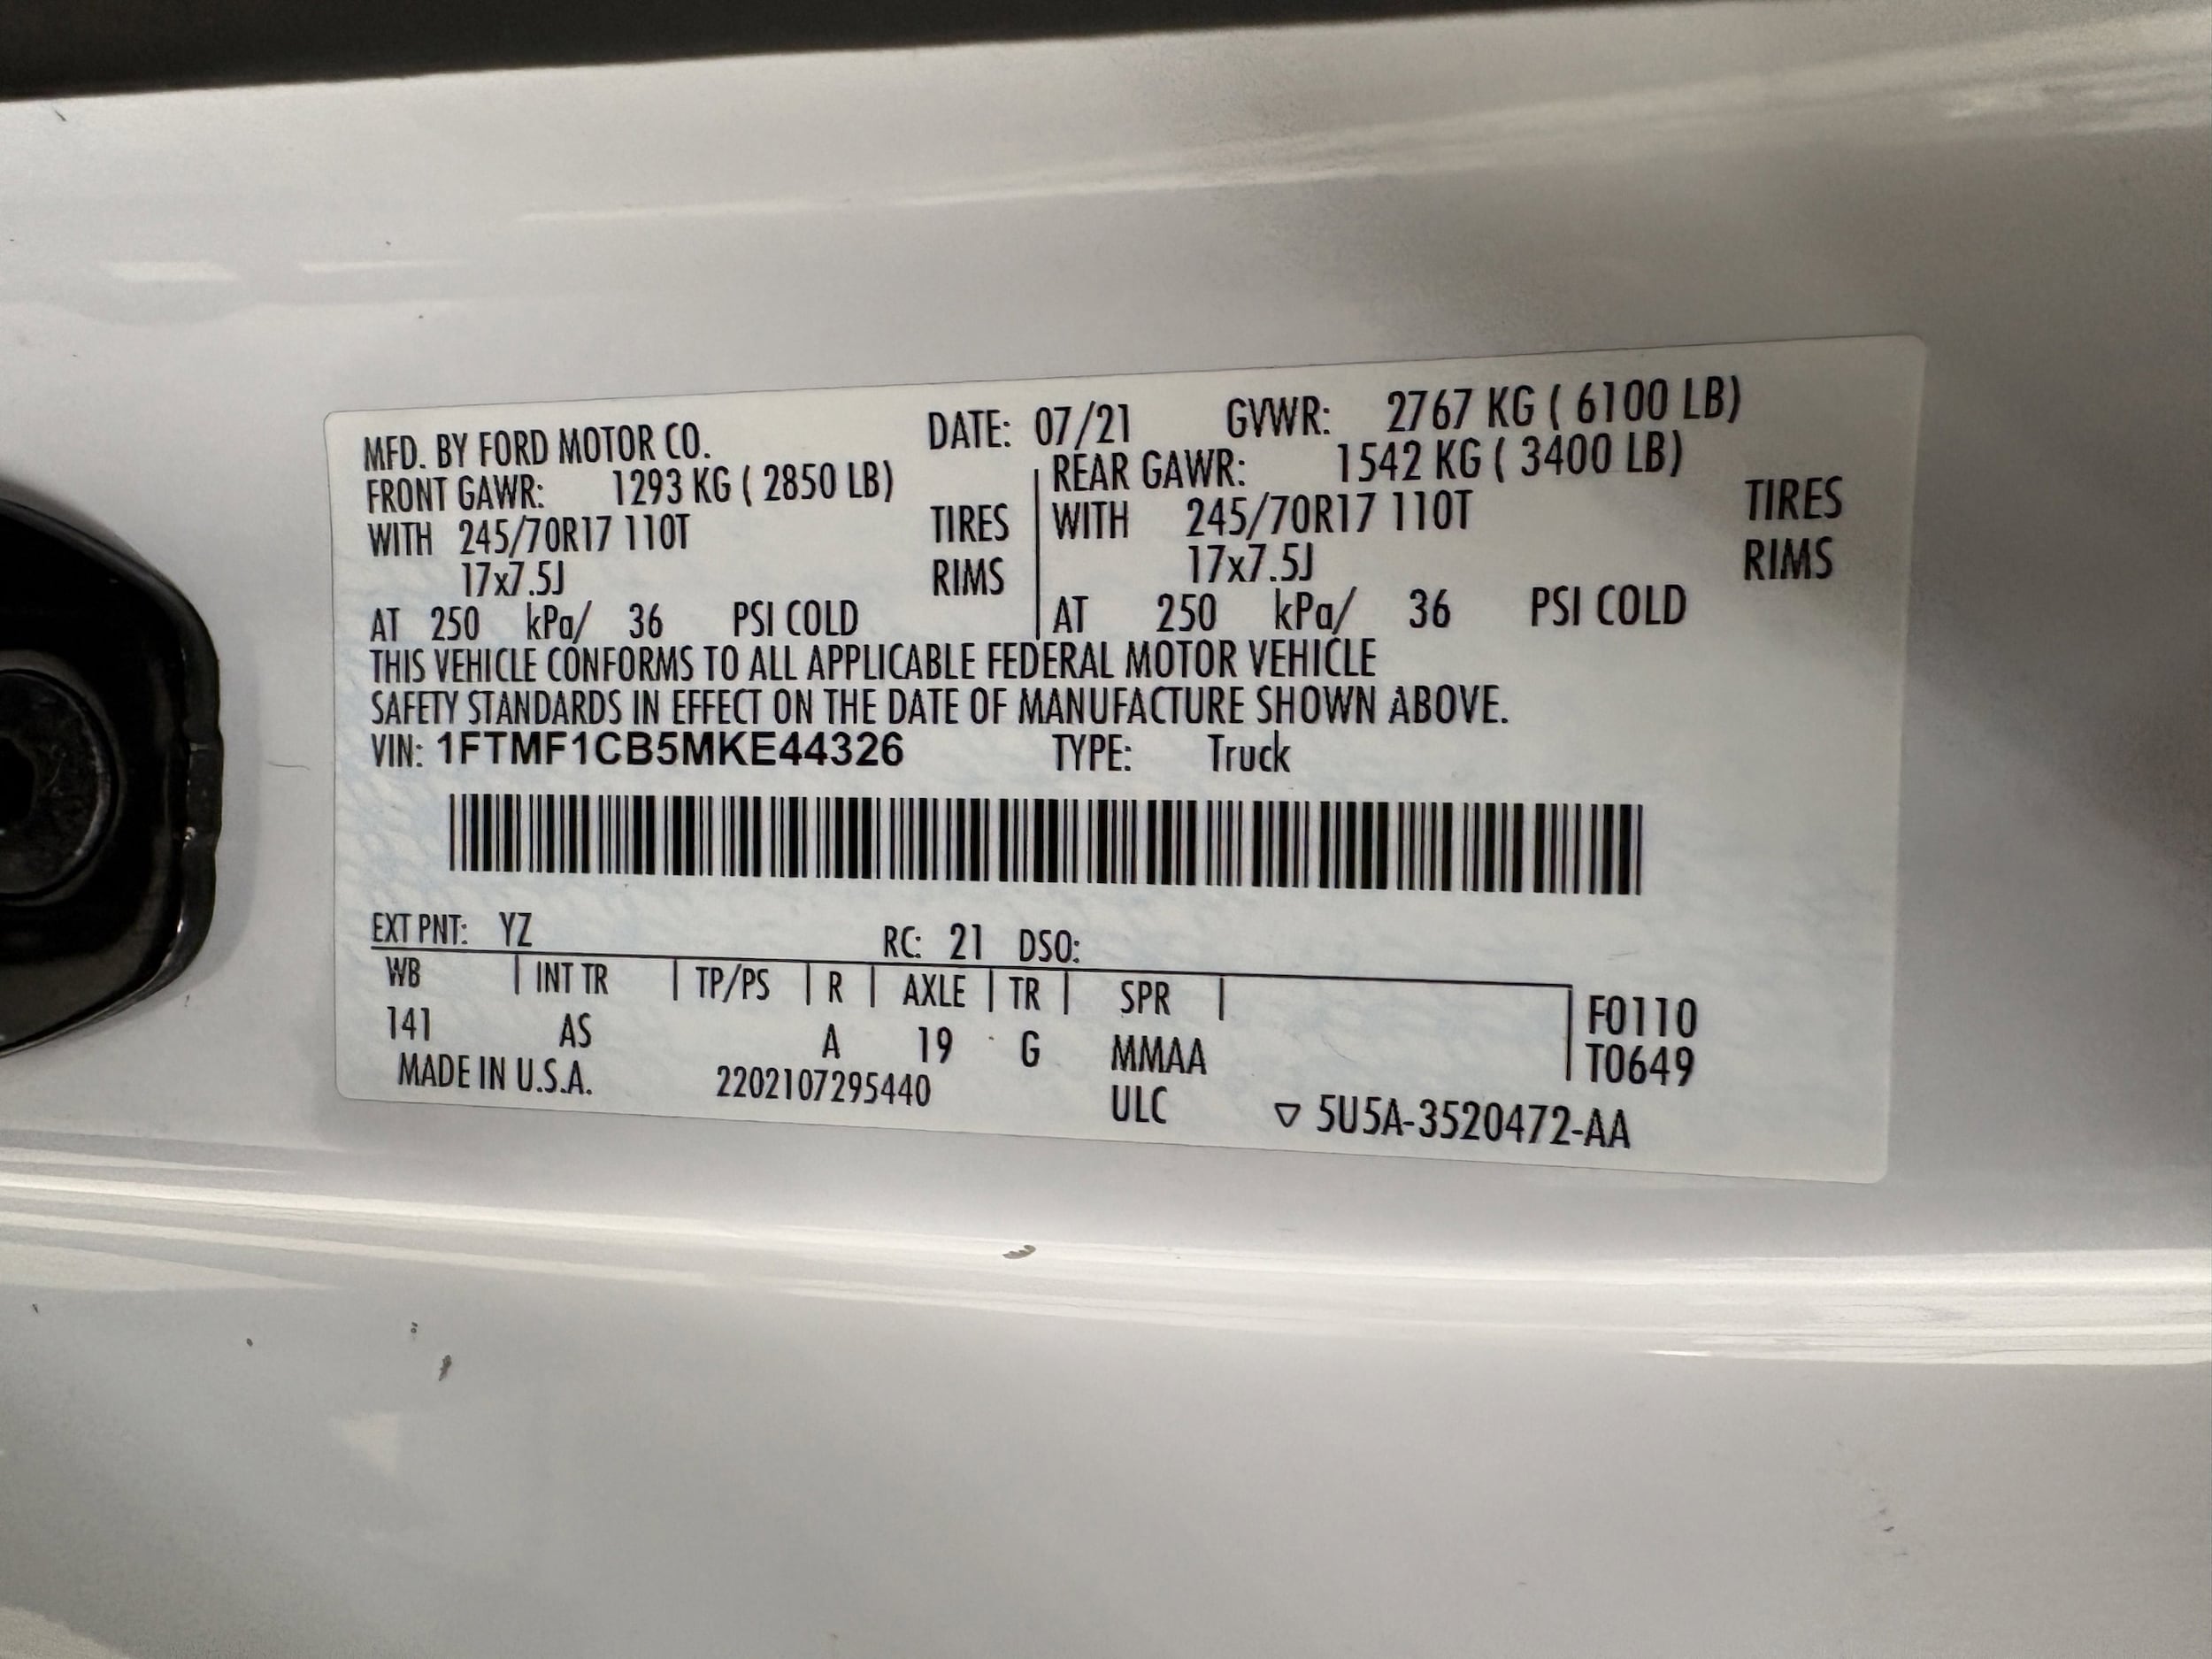 MFD. BY FORD MOTOR CO. DATE: 07/21 GVWR: 2767 KG ( 6100 LB)
FRONT GAWR: 1293 KG ( 2850 LB) REAR GAWR: 1542 KG ( 3400 LB)
WITH 245/70R17 110T TIRES WITH 245/70R17 110T TIRES
17x7.5J RIMS 17x7.5J RIMS
AT 250 kPa/ 36 PSI COLD AT 250 kPa/ 36 PSI COLD
THIS VEHICLE CONFORMS TO ALL APPLICABLE FEDERAL MOTOR VEHICLE
SAFETY STANDARDS IN EFFECT ON THE DATE OF MANUFACTURE SHOWN ABOVE.
VIN: 1FTMF1CB5MKE44326 TYPE: Truck
EXT PNT: YZ RC: 21 DSO:
WB | INT TR | TP/PS | R | AXLE | TR | SPR | F0110
141 AS A 19 G MMAA T0649
MADE IN U.S.A. 2202107295440 ULC ▽ 5U5A-3520472-AA